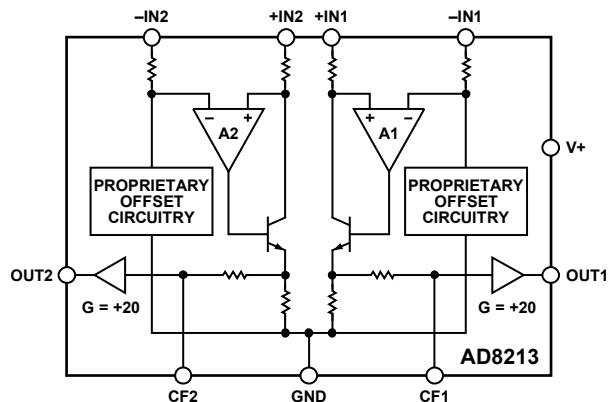 –IN2 +IN2 +IN1 –IN1
– + + –
A2 A1
V+
PROPRIETARY
OFFSET
CIRCUITRY
PROPRIETARY
OFFSET
CIRCUITRY
OUT2 OUT1
G = +20 G = +20
AD8213
CF2 GND CF1